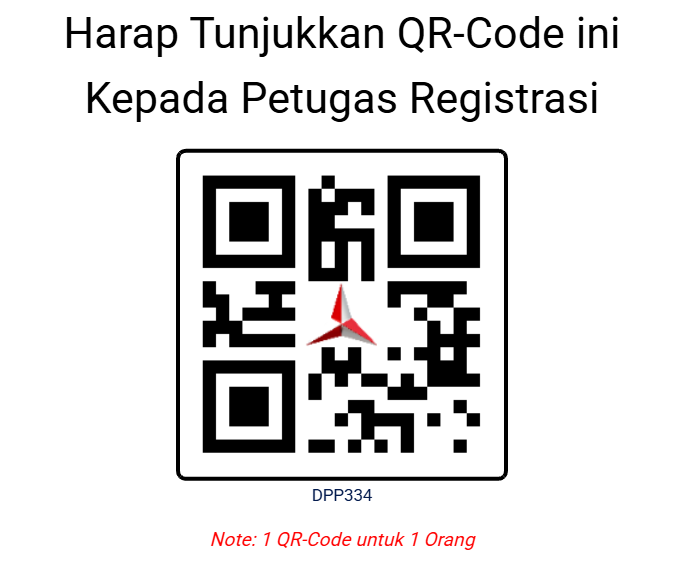 Harap Tunjukkan QR-Code ini
Kepada Petugas Registrasi
DPP334
Note: 1 QR-Code untuk 1 Orang